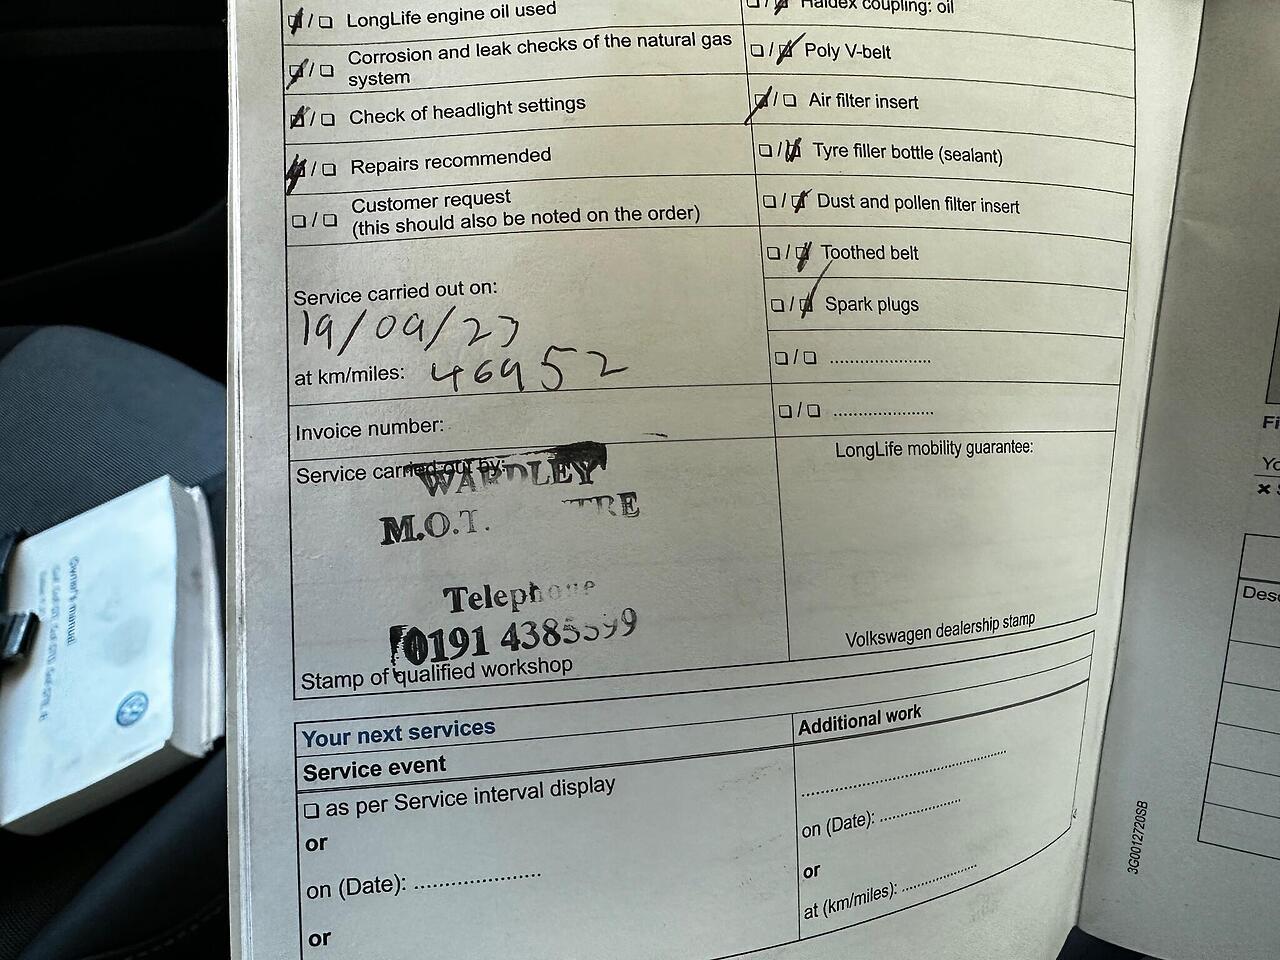 LongLife engine oil used
Corrosion and leak checks of the natural gas
system
Check of headlight settings
Repairs recommended
Customer request
(this should also be noted on the order)
Service carried out on:
19/09/23
at km/miles: 46952
Invoice number:
Service carried out by:
WARDLEY
M.O.T.
Telephone
0191 4385599
Stamp of qualified workshop
Haldex coupling: oil
Poly V-belt
Air filter insert
Tyre filler bottle (sealant)
Dust and pollen filter insert
Toothed belt
Spark plugs
LongLife mobility guarantee:
Volkswagen dealership stamp
Your next services
Service event
as per Service interval display
or
on (Date):
or
Additional work
on (Date):
or
at (km/miles):
3G0012720SB
Owner's manual